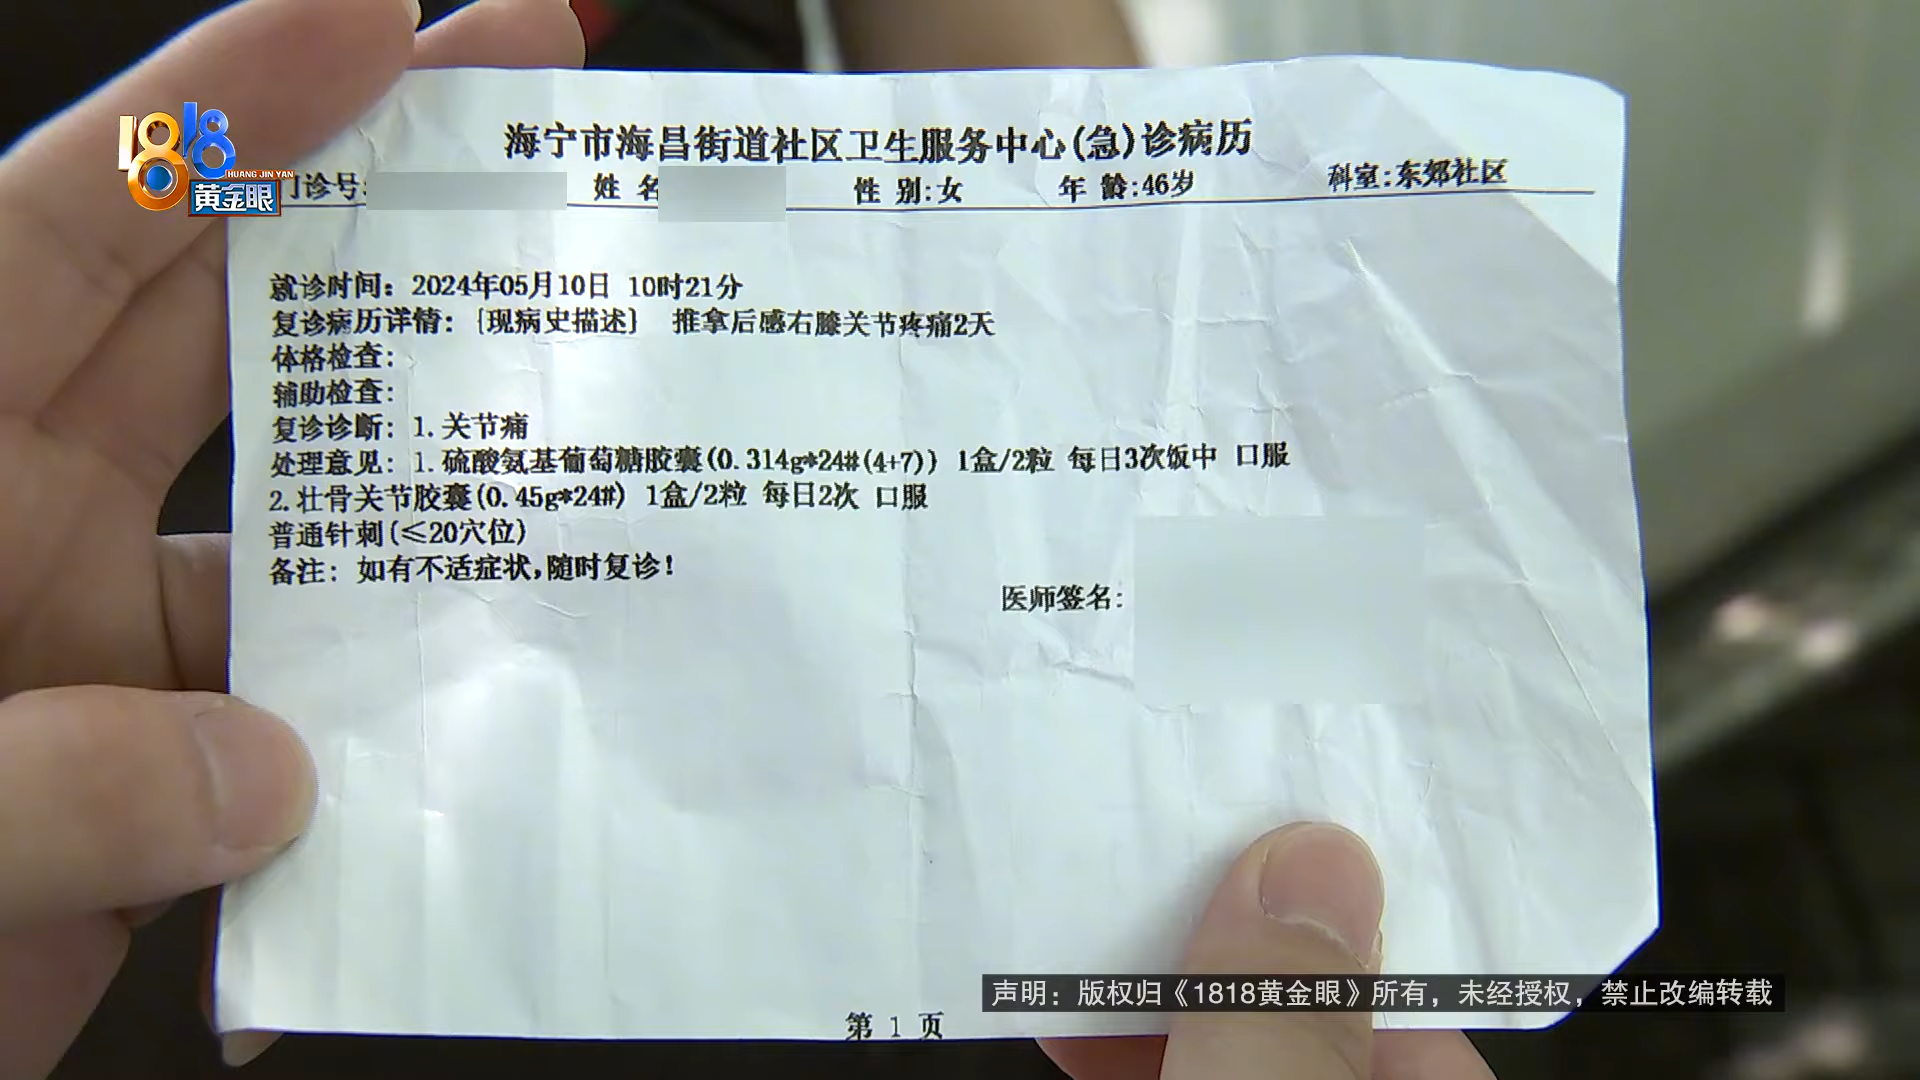 1818
HUANG JIN YAN
黄金眼
海宁市海昌街道社区卫生服务中心(急)诊病历
门诊号: 姓 名 性 别:女 年 龄:46岁 科室:东郊社区
就诊时间: 2024年05月10日 10时21分
复诊病历详情: {现病史描述} 推拿后感右膝关节疼痛2天
体格检查:
辅助检查:
复诊诊断: 1.关节痛
处理意见: 1.硫酸氨基葡萄糖胶囊(0.314g*24#(4+7)) 1盒/2粒 每日3次饭中 口服
2.壮骨关节胶囊(0.45g*24#) 1盒/2粒 每日2次 口服
普通针刺(≤20穴位)
备注: 如有不适症状,随时复诊!
医师签名:
声明:版权归《1818黄金眼》所有,未经授权,禁止改编转载
第 1 页